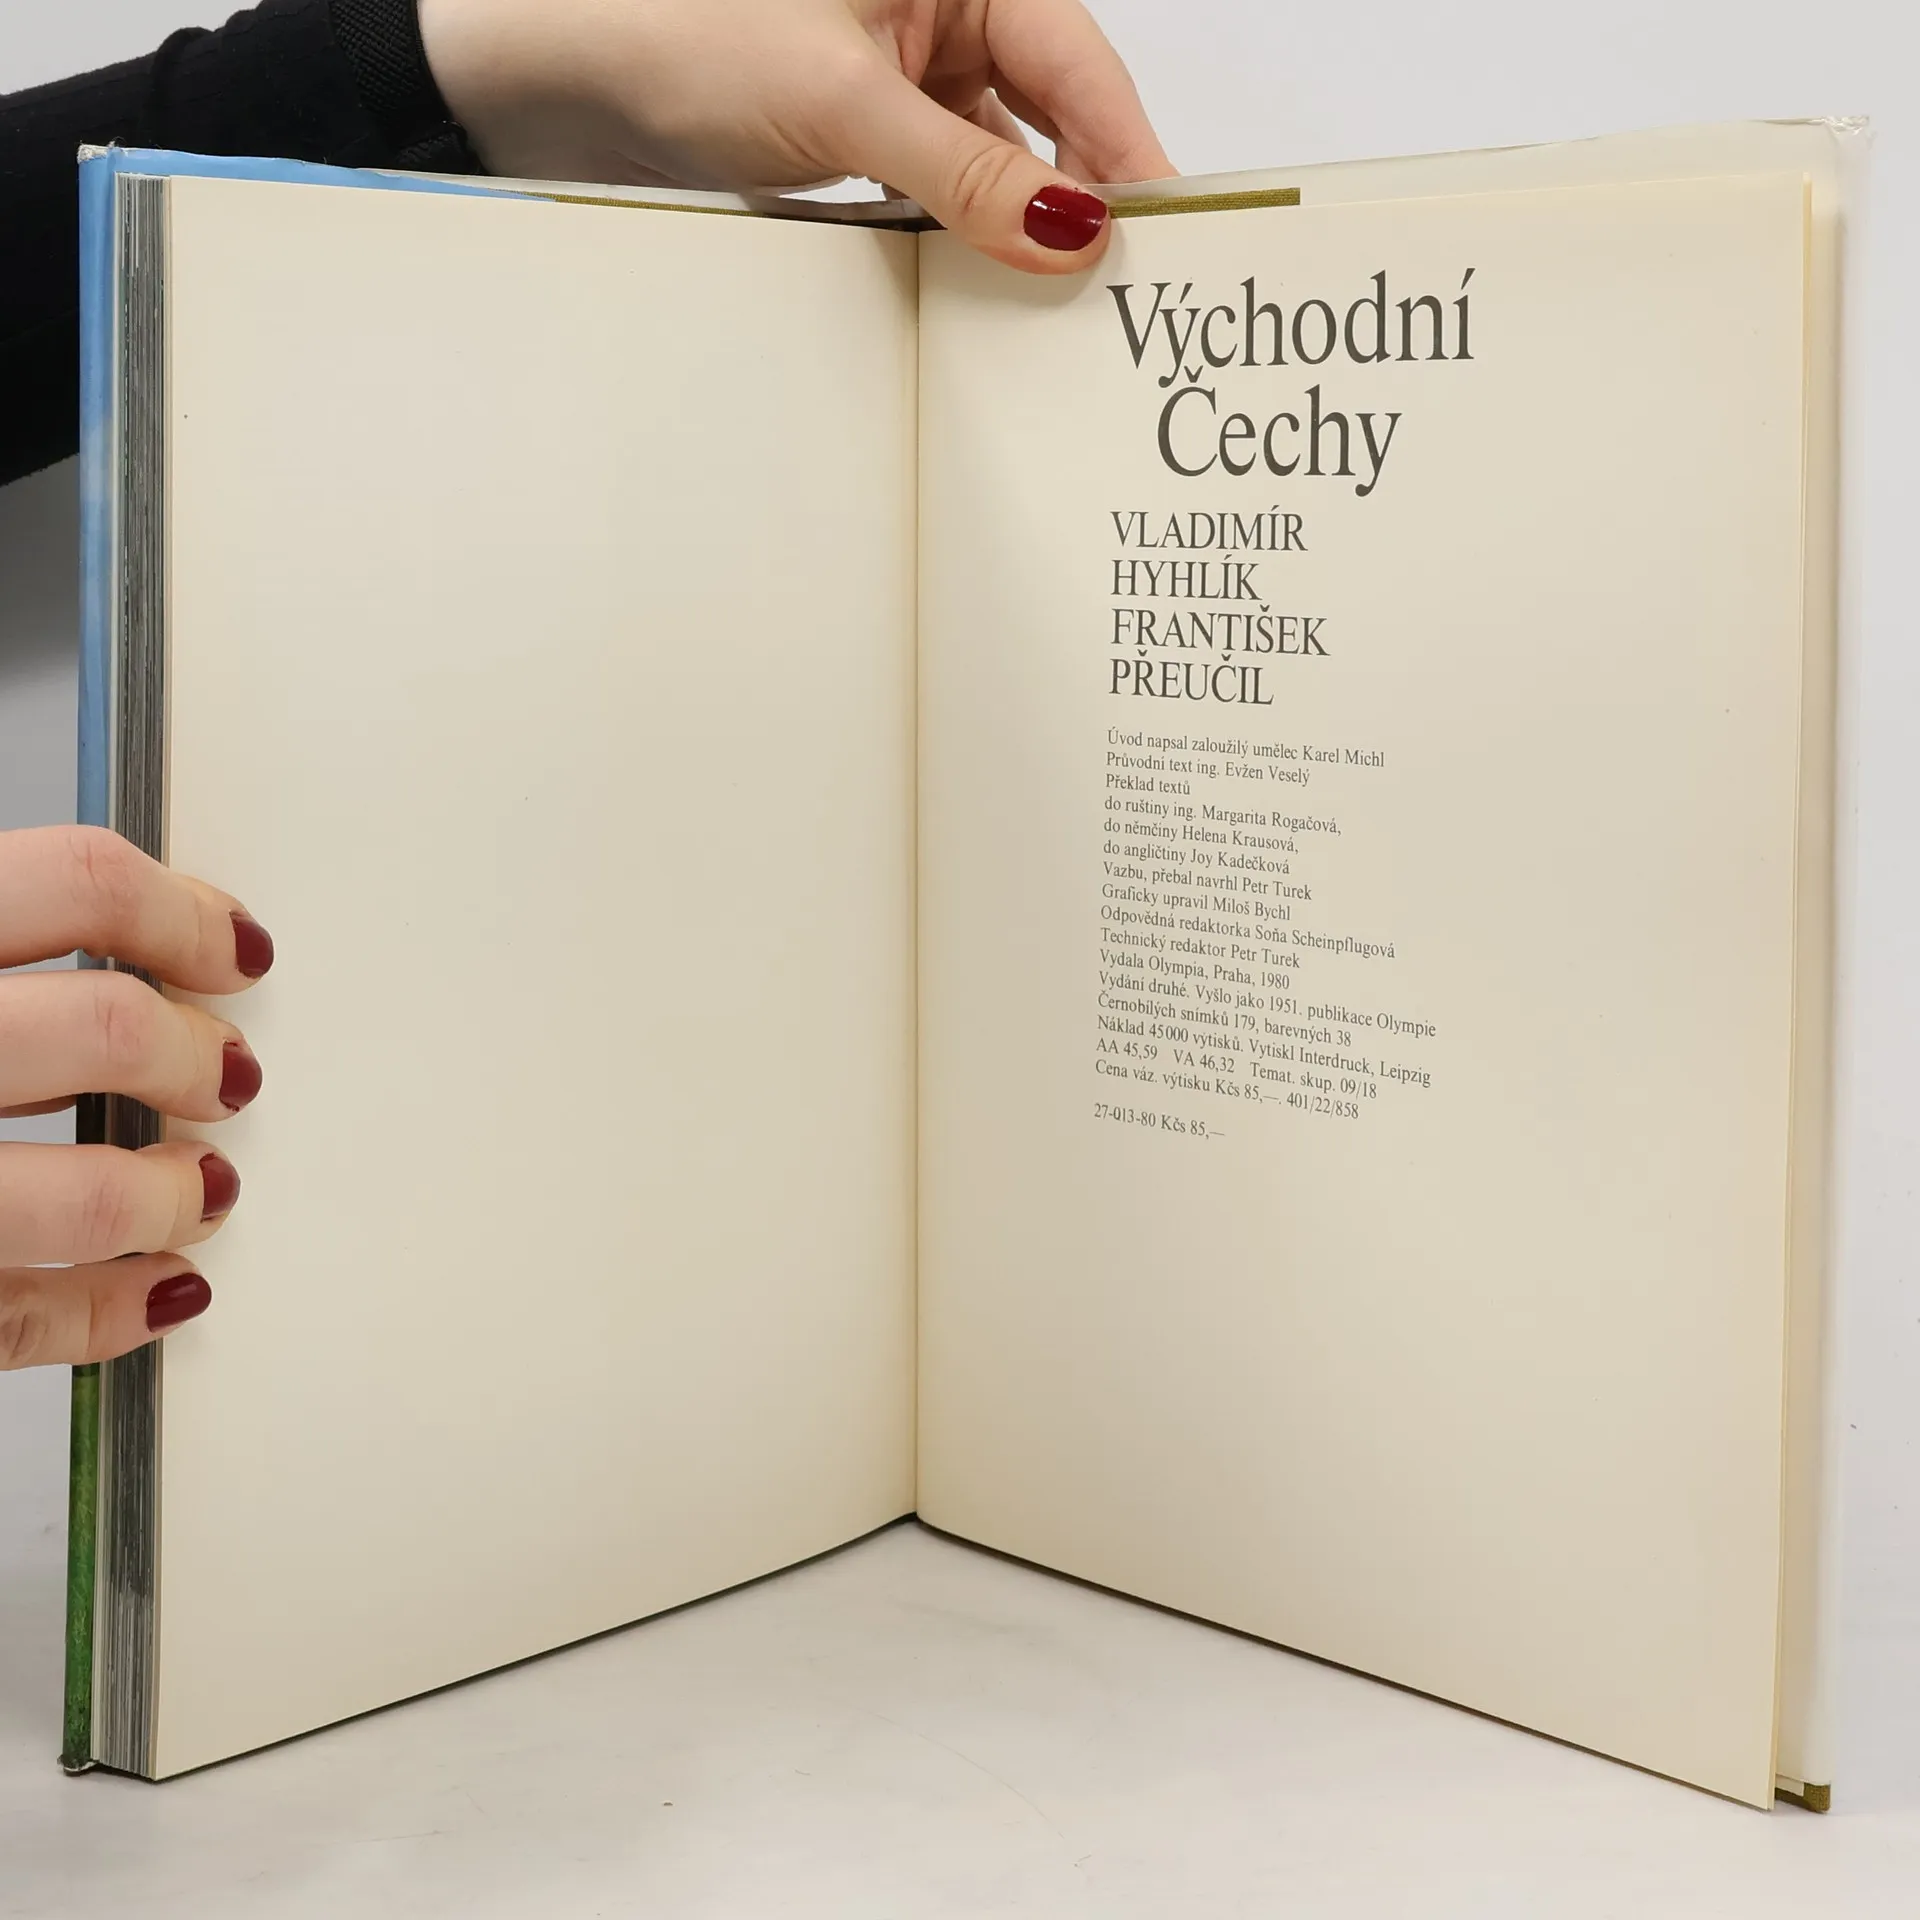 Východní
Čechy
VLADIMÍR
HYHLÍK
FRANTIŠEK
PŘEUČIL
Úvod napsal zaloužilý umělec Karel Michl
Průvodní text ing. Evžen Veselý
Překlad textů
do ruštiny ing. Margarita Rogačová,
do němčiny Helena Krausová,
do angličtiny Joy Kadečková
Vazbu, přebal navrhl Petr Turek
Graficky upravil Miloš Bychl
Odpovědná redaktorka Soňa Scheinpflugová
Technický redaktor Petr Turek
Vydala Olympia, Praha, 1980
Vydání druhé. Vyšlo jako 1951. publikace Olympie
Černobílých snímků 179, barevných 38
Náklad 45 000 výtisků. Vytiskl Interdruck, Leipzig
AA 45,59 VA 46,32 Temat. skup. 09/18
Cena váz. výtisku Kčs 85,—. 401/22/858
27-013-80 Kčs 85,—